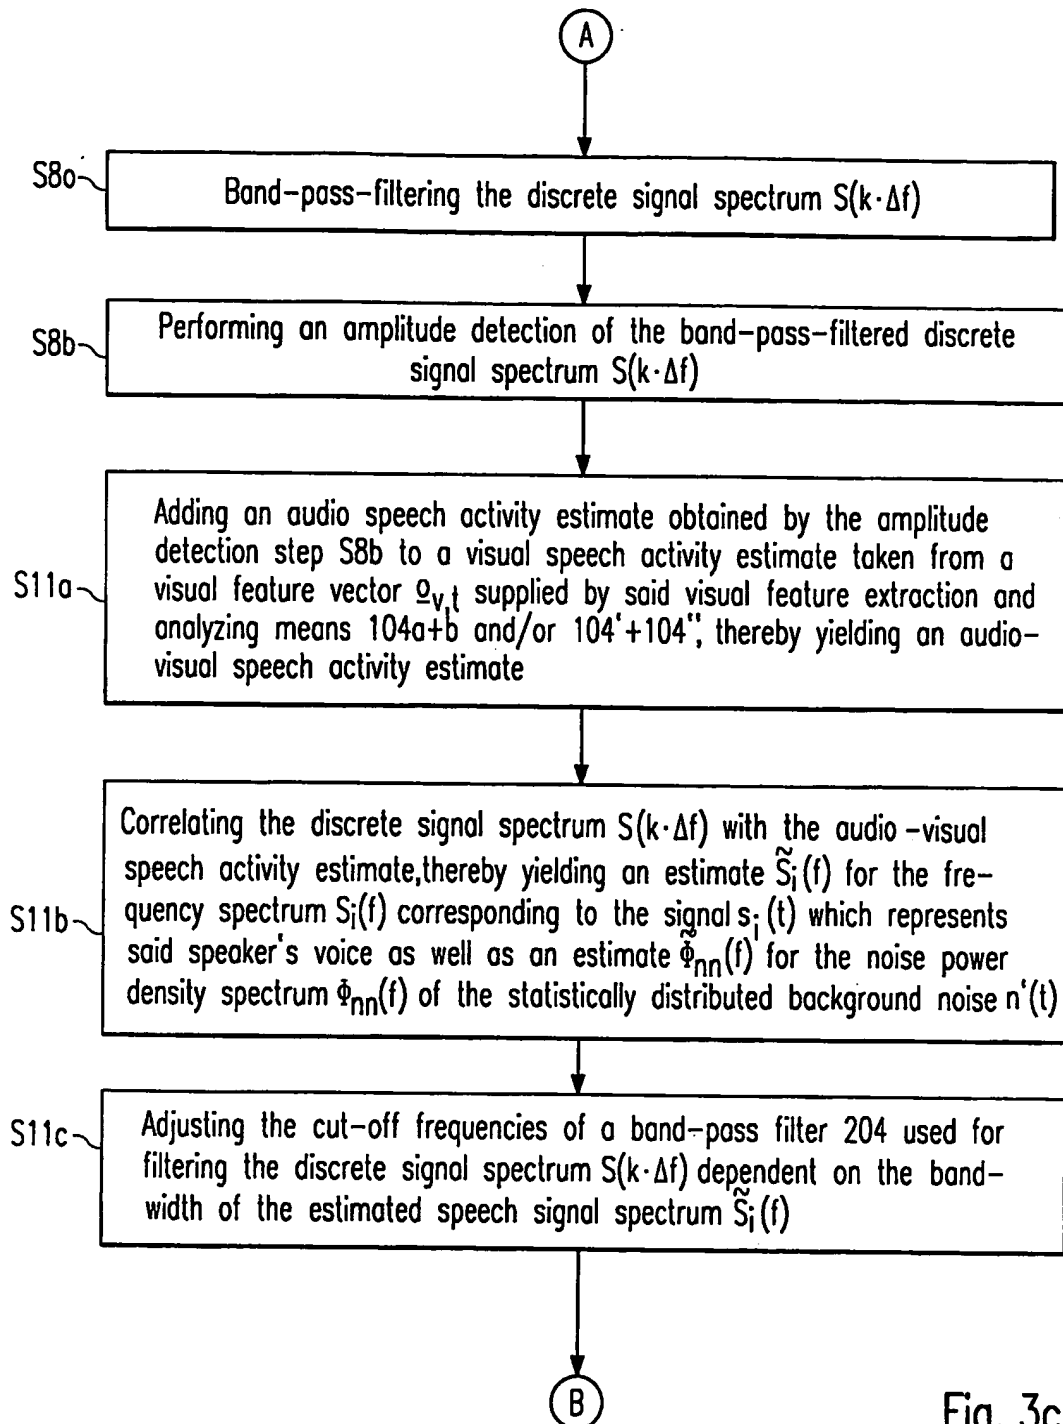 A
S8a
Band-pass-filtering the discrete signal spectrum S(k·Δf)
S8b
Performing an amplitude detection of the band-pass-filtered discrete
signal spectrum S(k·Δf)
S11a
Adding an audio speech activity estimate obtained by the amplitude
detection step S8b to a visual speech activity estimate taken from a
visual feature vector o̲v,t supplied by said visual feature extraction and
analyzing means 104a+b and/or 104'+104", thereby yielding an audio-
visual speech activity estimate
S11b
Correlating the discrete signal spectrum S(k·Δf) with the audio-visual
speech activity estimate,thereby yielding an estimate S̃i(f) for the fre-
quency spectrum Si(f) corresponding to the signal si(t) which represents
said speaker's voice as well as an estimate Φ̃nn(f) for the noise power
density spectrum Φnn(f) of the statistically distributed background noise n'(t)
S11c
Adjusting the cut-off frequencies of a band-pass filter 204 used for
filtering the discrete signal spectrum S(k·Δf) dependent on the band-
width of the estimated speech signal spectrum S̃i(f)
B
Fig. 3c